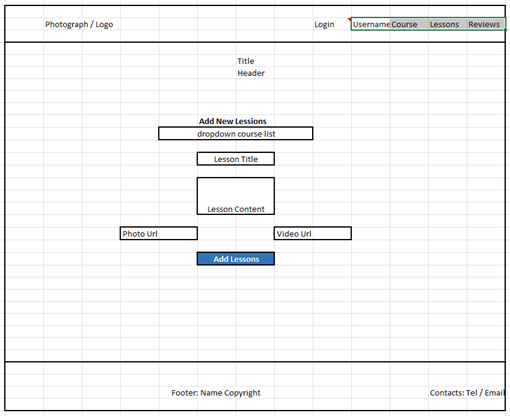 Photograph / Logo Login Username Course Lessons Reviews
Title
Header
Add New Lessions
dropdown course list
Lesson Title
Lesson Content
Photo Url Video Url
Add Lessons
Footer: Name Copyright Contacts: Tel / Email